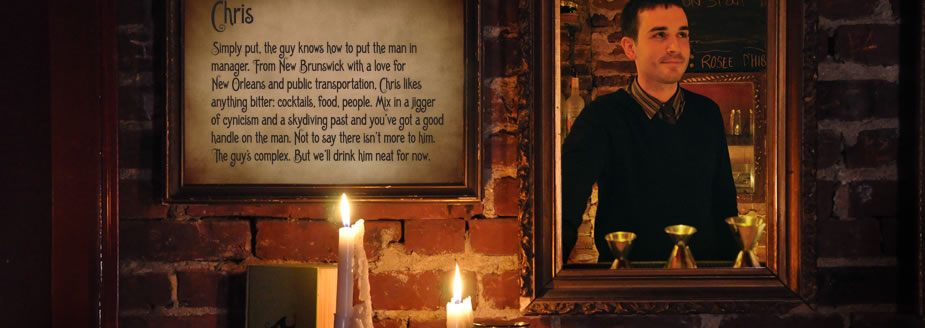 Chris
Simply put, the guy knows how to put the man in
manager. From New Brunswick with a love for
New Orleans and public transportation, Chris likes
anything bitter: cocktails, food, people. Mix in a jigger
of cynicism and a skydiving past and you've got a good
handle on the man. Not to say there isn't more to him.
The guy's complex. But we'll drink him neat for now.
ROSEE